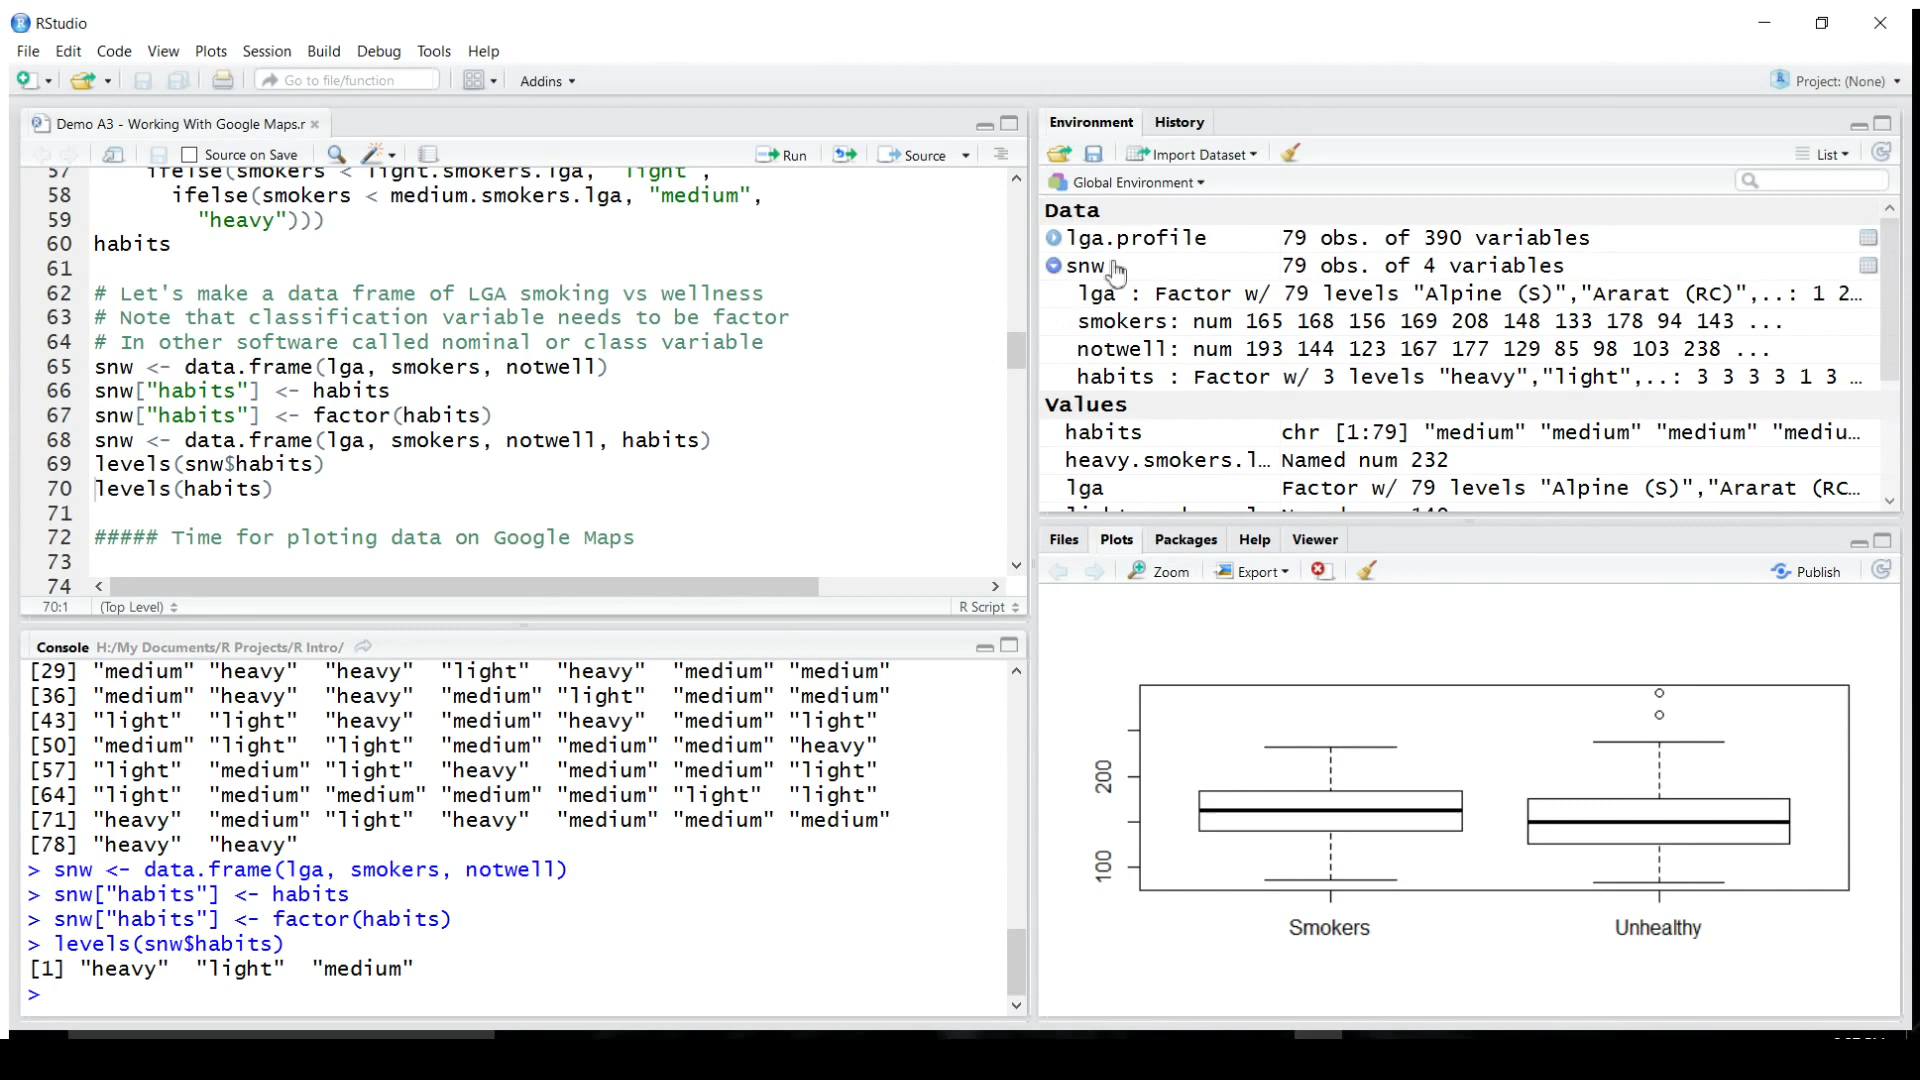 RStudio
File Edit Code View Plots Session Build Debug Tools Help
Go to file/function Addins Project: (None)
Demo A3 - Working With Google Maps.r
Source on Save Run Source
57 ifelse(smokers < light.smokers.lga, "light",
58 ifelse(smokers < medium.smokers.lga, "medium",
59 "heavy")))
60 habits
61
62 # Let's make a data frame of LGA smoking vs wellness
63 # Note that classification variable needs to be factor
64 # In other software called nominal or class variable
65 snw <- data.frame(lga, smokers, notwell)
66 snw["habits"] <- habits
67 snw["habits"] <- factor(habits)
68 snw <- data.frame(lga, smokers, notwell, habits)
69 levels(snw$habits)
70 levels(habits)
71
72 ##### Time for ploting data on Google Maps
73
74
70:1 (Top Level) R Script
Console H:/My Documents/R Projects/R Intro/
[29] "medium" "heavy" "heavy" "light" "heavy" "medium" "medium"
[36] "medium" "heavy" "heavy" "medium" "light" "medium" "medium"
[43] "light" "light" "heavy" "medium" "heavy" "medium" "light"
[50] "medium" "light" "light" "medium" "medium" "medium" "heavy"
[57] "light" "medium" "light" "heavy" "medium" "medium" "light"
[64] "light" "medium" "medium" "medium" "medium" "light" "light"
[71] "heavy" "medium" "light" "heavy" "medium" "medium" "medium"
[78] "heavy" "heavy"
> snw <- data.frame(lga, smokers, notwell)
> snw["habits"] <- habits
> snw["habits"] <- factor(habits)
> levels(snw$habits)
[1] "heavy" "light" "medium"
>
Environment History
Import Dataset List
Global Environment
Data
lga.profile 79 obs. of 390 variables
snw 79 obs. of 4 variables
lga : Factor w/ 79 levels "Alpine (S)","Ararat (RC)",..: 1 2…
smokers: num 165 168 156 169 208 148 133 178 94 143 ...
notwell: num 193 144 123 167 177 129 85 98 103 238 ...
habits : Factor w/ 3 levels "heavy","light",..: 3 3 3 3 1 3 …
Values
habits chr [1:79] "medium" "medium" "medium" "mediu…
heavy.smokers.l… Named num 232
lga Factor w/ 79 levels "Alpine (S)","Ararat (RC…
Files Plots Packages Help Viewer
Zoom Export Publish
200
100
Smokers Unhealthy